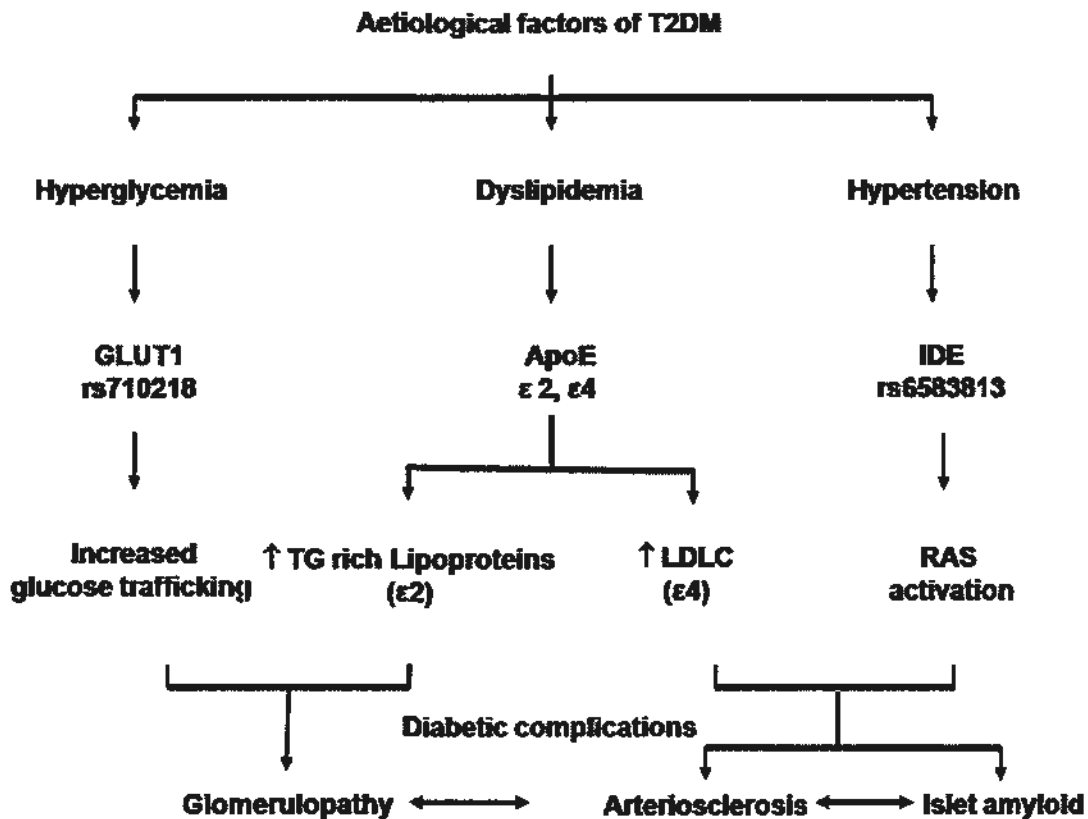 Aetiological factors of T2DM
Hyperglycemia
Dyslipidemia
Hypertension
GLUT1
rs710218
ApoE
ε 2, ε4
IDE
rs6583813
Increased
glucose trafficking
↑ TG rich Lipoproteins
(ε2)
↑ LDLC
(ε4)
RAS
activation
Diabetic complications
Glomerulopathy
Arteriosclerosis
Islet amyloid